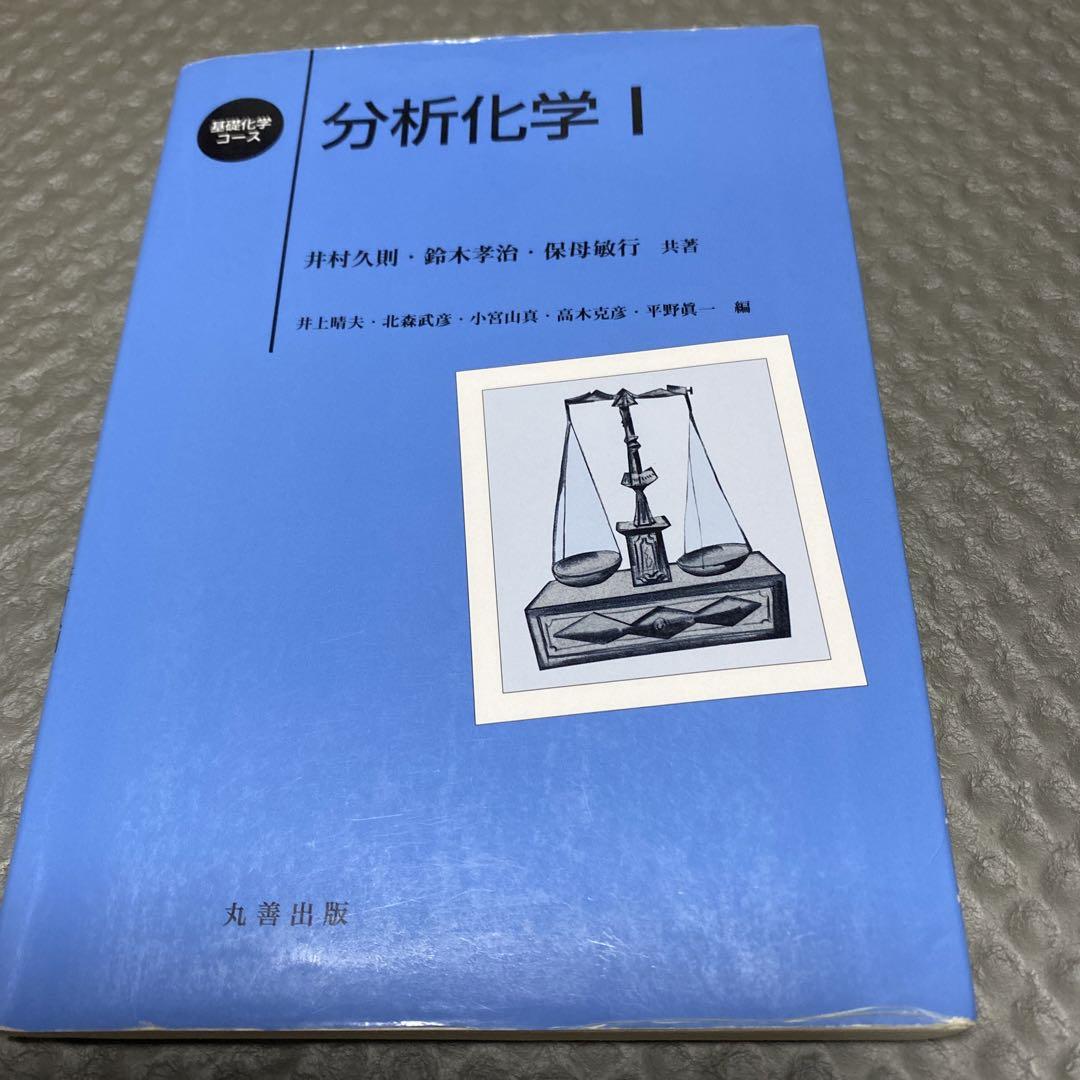 基礎化学
コース
分析化学 I
井村久則・鈴木孝治・保母敏行 共著
井上晴夫・北森武彦・小宮山真・高木克彦・平野眞一 編
丸善出版